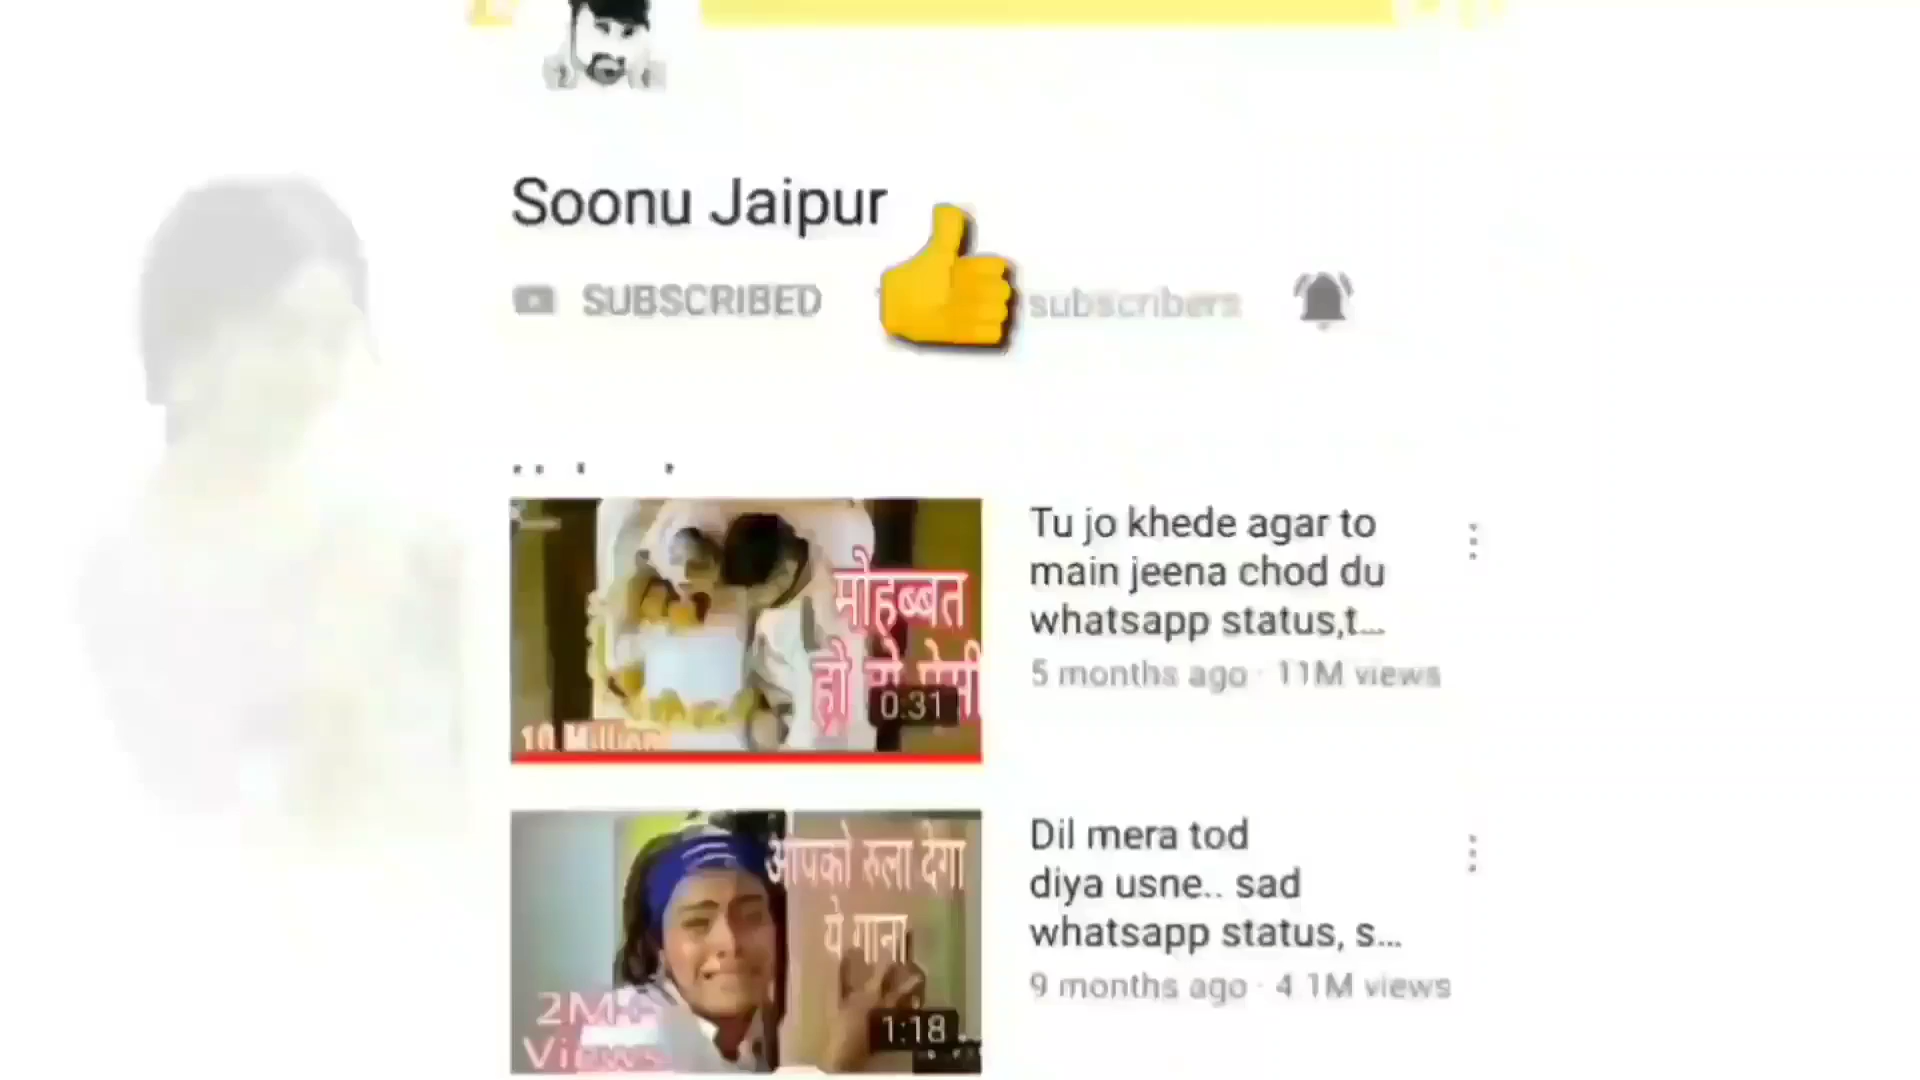 Soonu Jaipur
SUBSCRIBED
subscribers
मोहब्बत
हो तो ऐसी
0:31
10 Million
Tu jo khede agar to
main jeena chod du
whatsapp status,t...
5 months ago · 11M views
आपको रुला देगा
ये गाना
2M+
Views
1:18
Dil mera tod
diya usne.. sad
whatsapp status, s...
9 months ago · 4.1M views